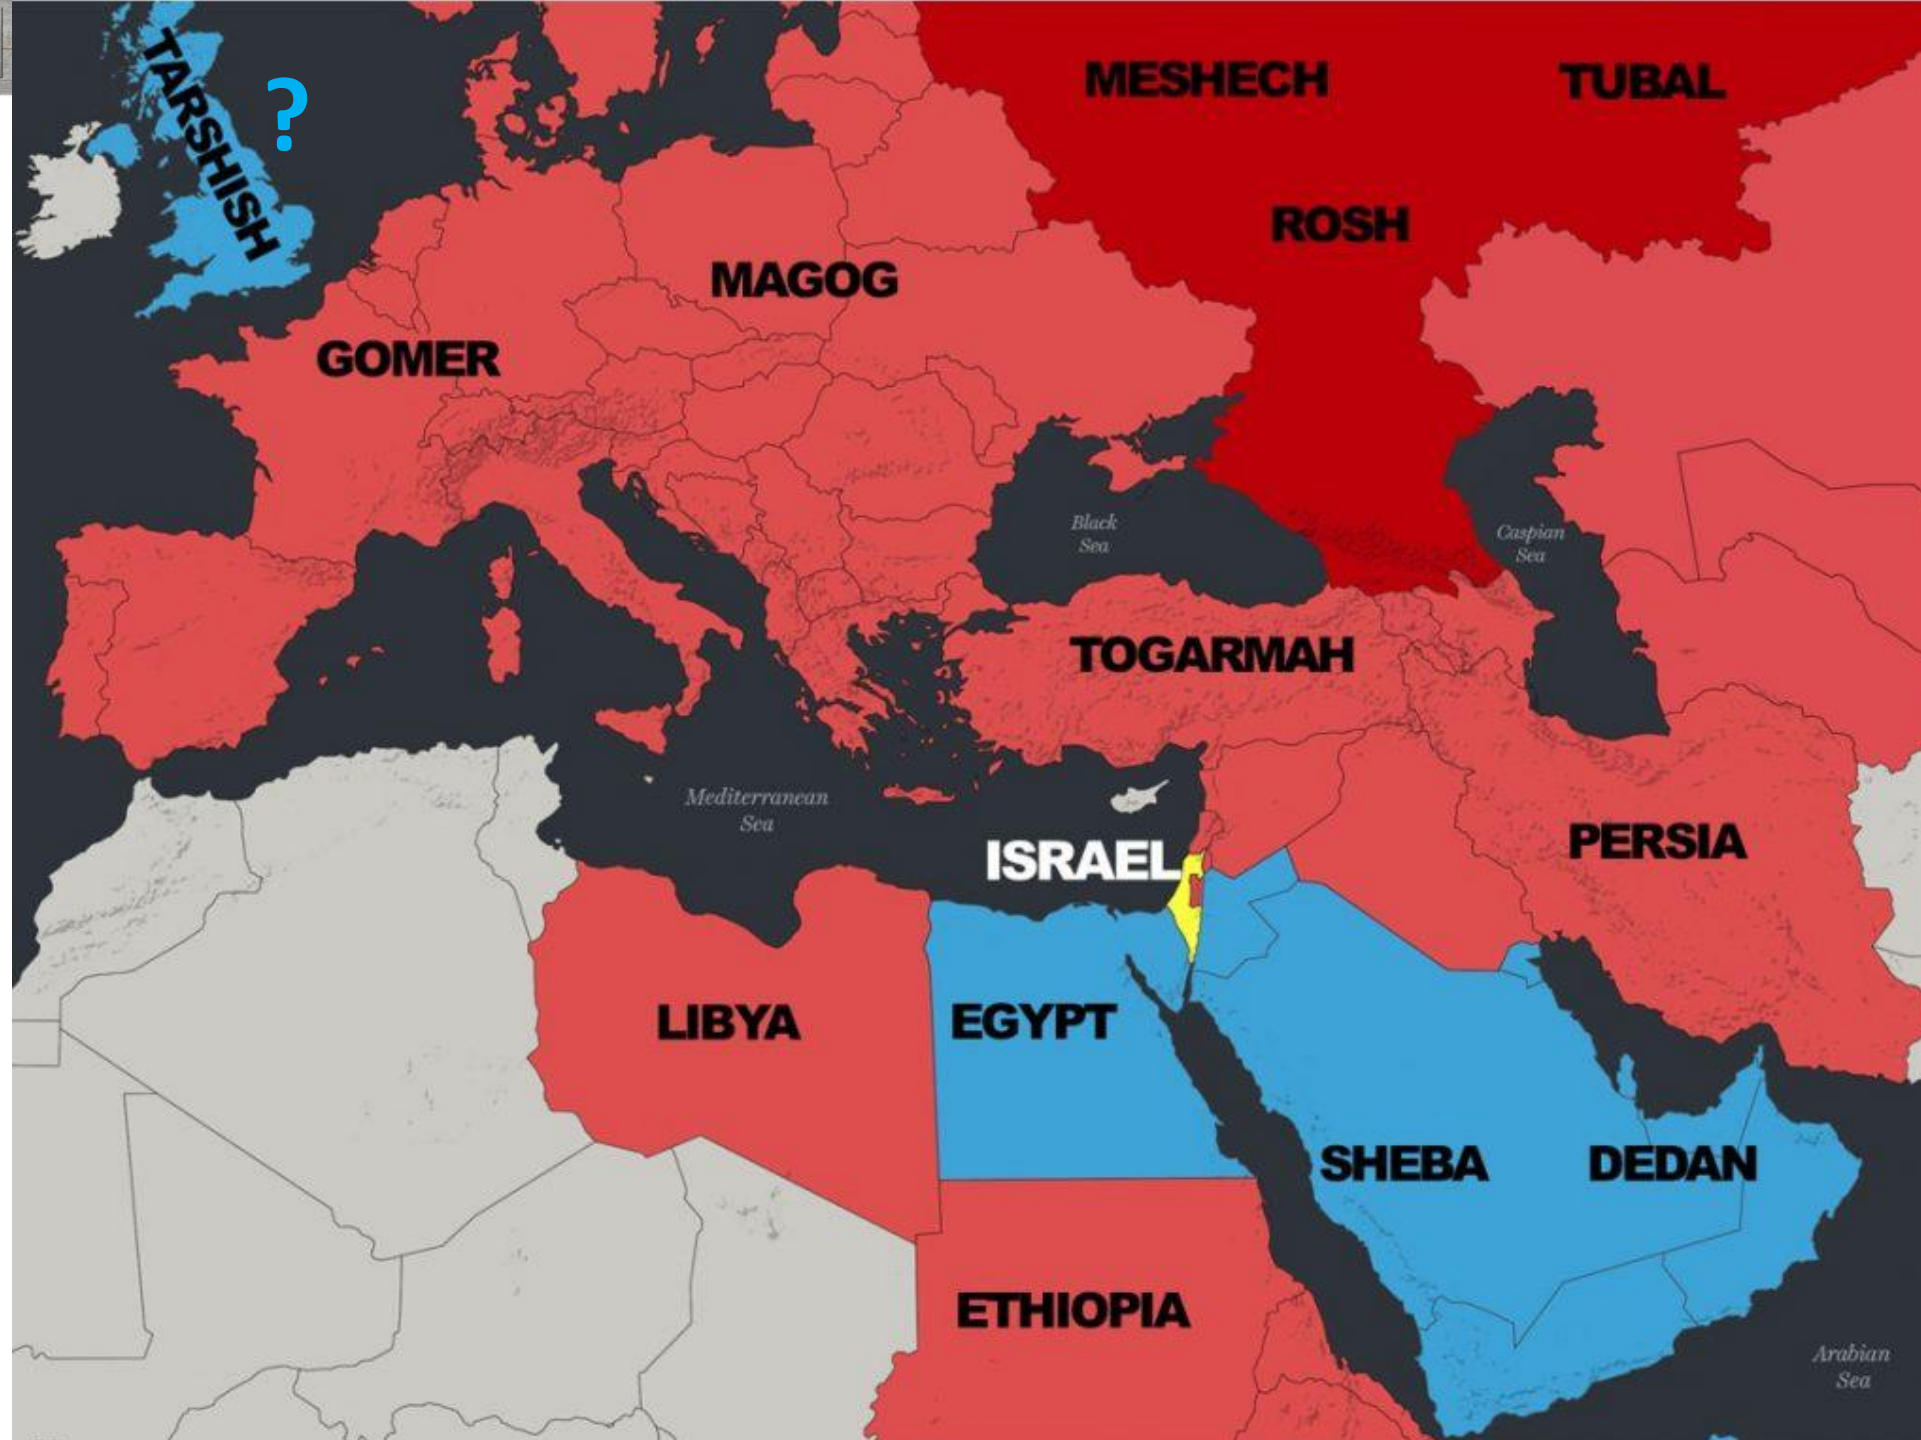 TARSHISH
?
MESHECH
TUBAL
ROSH
MAGOG
GOMER
Black
Sea
Caspian
Sea
TOGARMAH
Mediterranean
Sea
ISRAEL
PERSIA
LIBYA
EGYPT
SHEBA
DEDAN
ETHIOPIA
Arabian
Sea